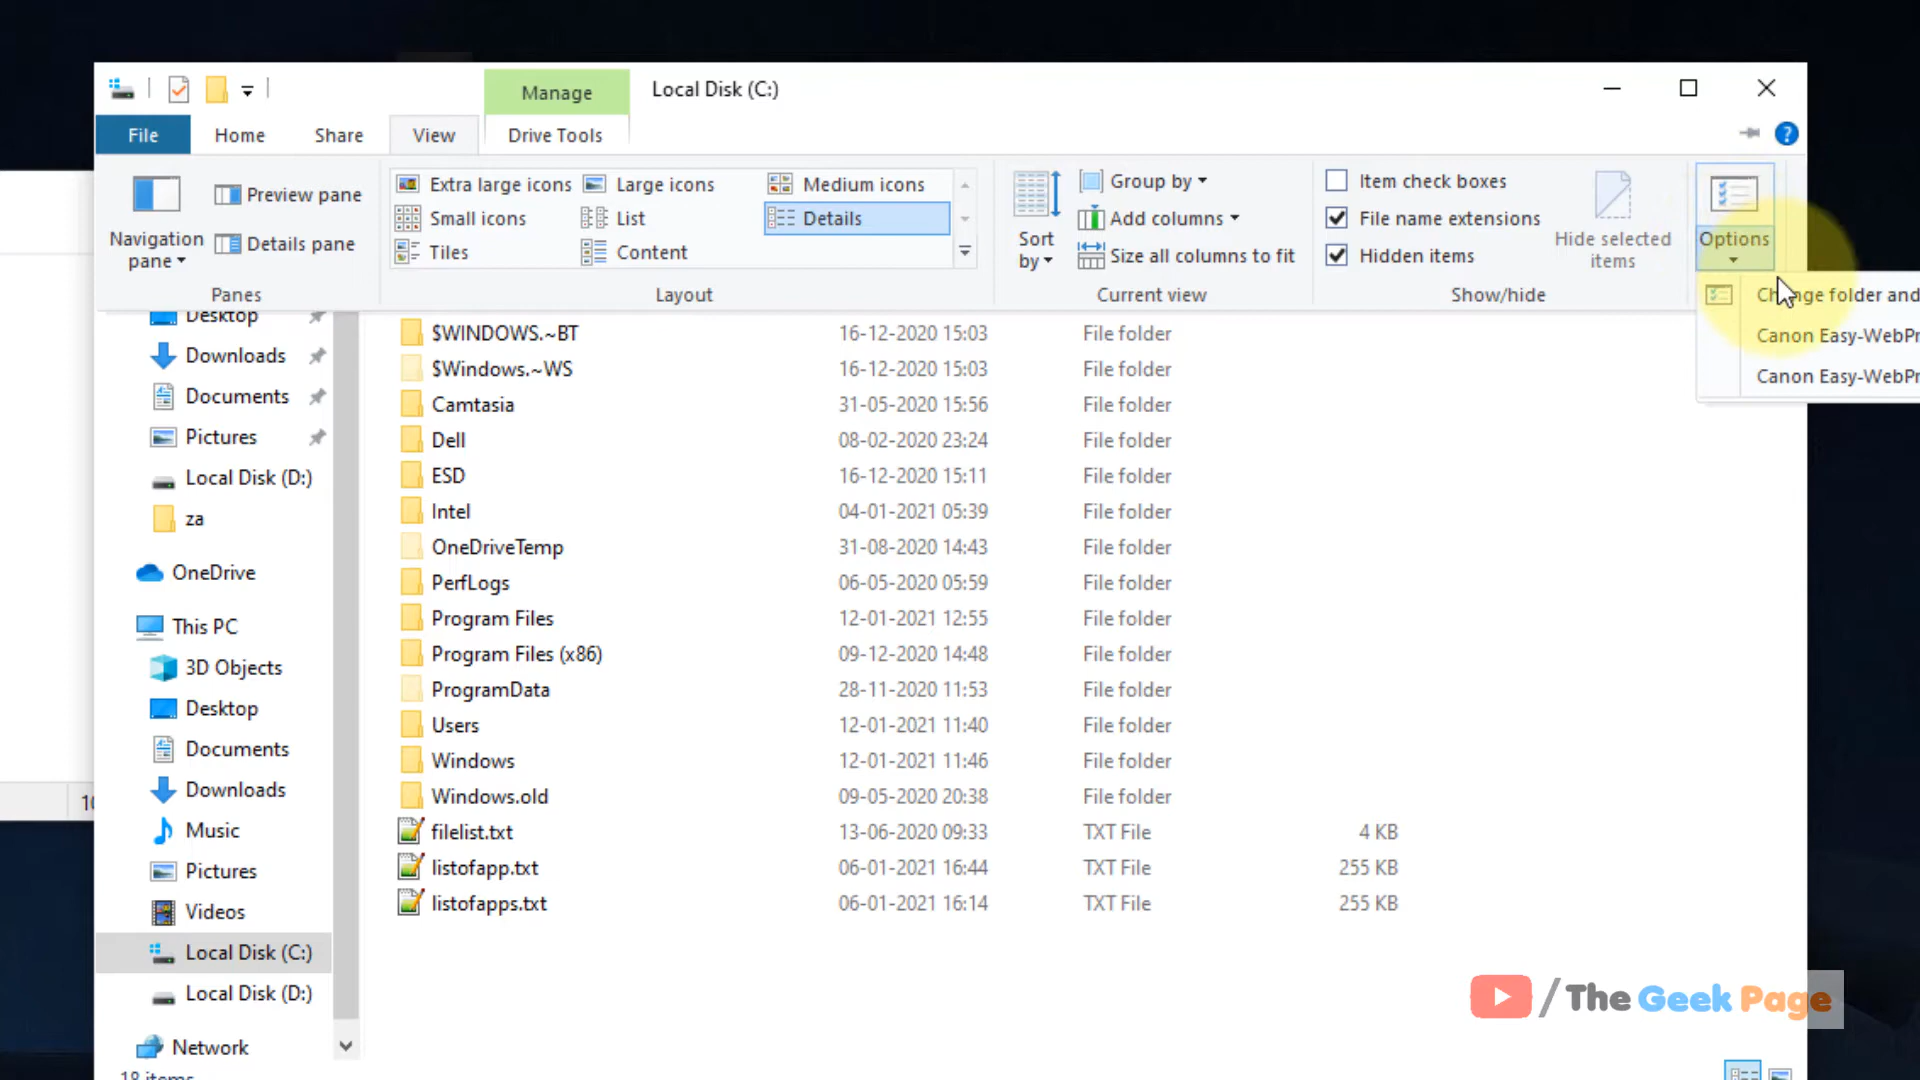 Manage
Local Disk (C:)
File
Home
Share
View
Drive Tools
Navigation pane
Preview pane
Details pane
Panes
Extra large icons
Large icons
Medium icons
Small icons
List
Details
Tiles
Content
Layout
Sort by
Group by
Add columns
Size all columns to fit
Current view
Item check boxes
File name extensions
Hidden items
Hide selected items
Show/hide
Options
Change folder and
Canon Easy-WebPr
Canon Easy-WebPr
Desktop
Downloads
Documents
Pictures
Local Disk (D:)
za
OneDrive
This PC
3D Objects
Desktop
Documents
Downloads
Music
Pictures
Videos
Local Disk (C:)
Local Disk (D:)
Network
18 items
10
$WINDOWS.~BT 16-12-2020 15:03 File folder
$Windows.~WS 16-12-2020 15:03 File folder
Camtasia 31-05-2020 15:56 File folder
Dell 08-02-2020 23:24 File folder
ESD 16-12-2020 15:11 File folder
Intel 04-01-2021 05:39 File folder
OneDriveTemp 31-08-2020 14:43 File folder
PerfLogs 06-05-2020 05:59 File folder
Program Files 12-01-2021 12:55 File folder
Program Files (x86) 09-12-2020 14:48 File folder
ProgramData 28-11-2020 11:53 File folder
Users 12-01-2021 11:40 File folder
Windows 12-01-2021 11:46 File folder
Windows.old 09-05-2020 20:38 File folder
filelist.txt 13-06-2020 09:33 TXT File 4 KB
listofapp.txt 06-01-2021 16:44 TXT File 255 KB
listofapps.txt 06-01-2021 16:14 TXT File 255 KB
/ The Geek Page